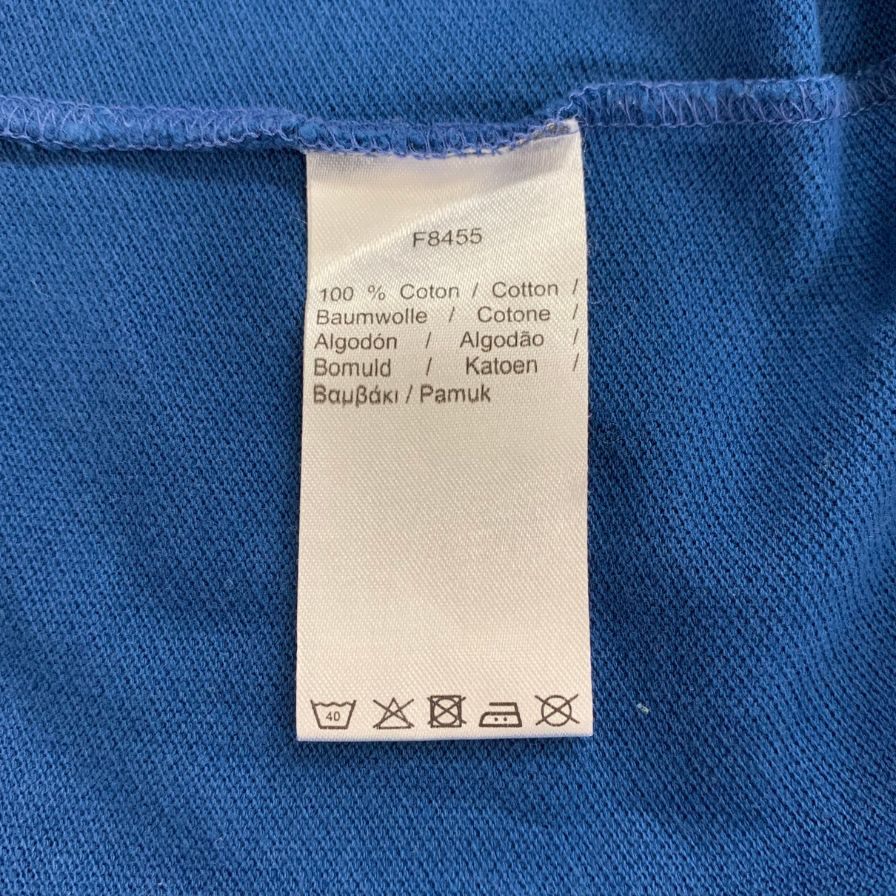 F8455
100 % Coton / Cotton /
Baumwolle / Cotone /
Algodón / Algodão /
Bomuld / Katoen /
Βαμβάκι / Pamuk
40